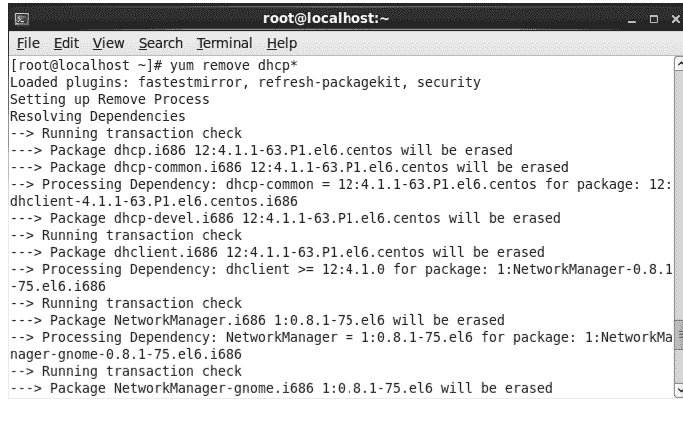 root@localhost:~
File Edit View Search Terminal Help
[root@localhost ~]# yum remove dhcp*
Loaded plugins: fastestmirror, refresh-packagekit, security
Setting up Remove Process
Resolving Dependencies
--> Running transaction check
---> Package dhcp.i686 12:4.1.1-63.P1.el6.centos will be erased
---> Package dhcp-common.i686 12:4.1.1-63.P1.el6.centos will be erased
--> Processing Dependency: dhcp-common = 12:4.1.1-63.P1.el6.centos for package: 12:
dhclient-4.1.1-63.P1.el6.centos.i686
---> Package dhcp-devel.i686 12:4.1.1-63.P1.el6.centos will be erased
--> Running transaction check
---> Package dhclient.i686 12:4.1.1-63.P1.el6.centos will be erased
--> Processing Dependency: dhclient >= 12:4.1.0 for package: 1:NetworkManager-0.8.1
-75.el6.i686
--> Running transaction check
---> Package NetworkManager.i686 1:0.8.1-75.el6 will be erased
--> Processing Dependency: NetworkManager = 1:0.8.1-75.el6 for package: 1:NetworkMa
nager-gnome-0.8.1-75.el6.i686
--> Running transaction check
---> Package NetworkManager-gnome.i686 1:0.8.1-75.el6 will be erased